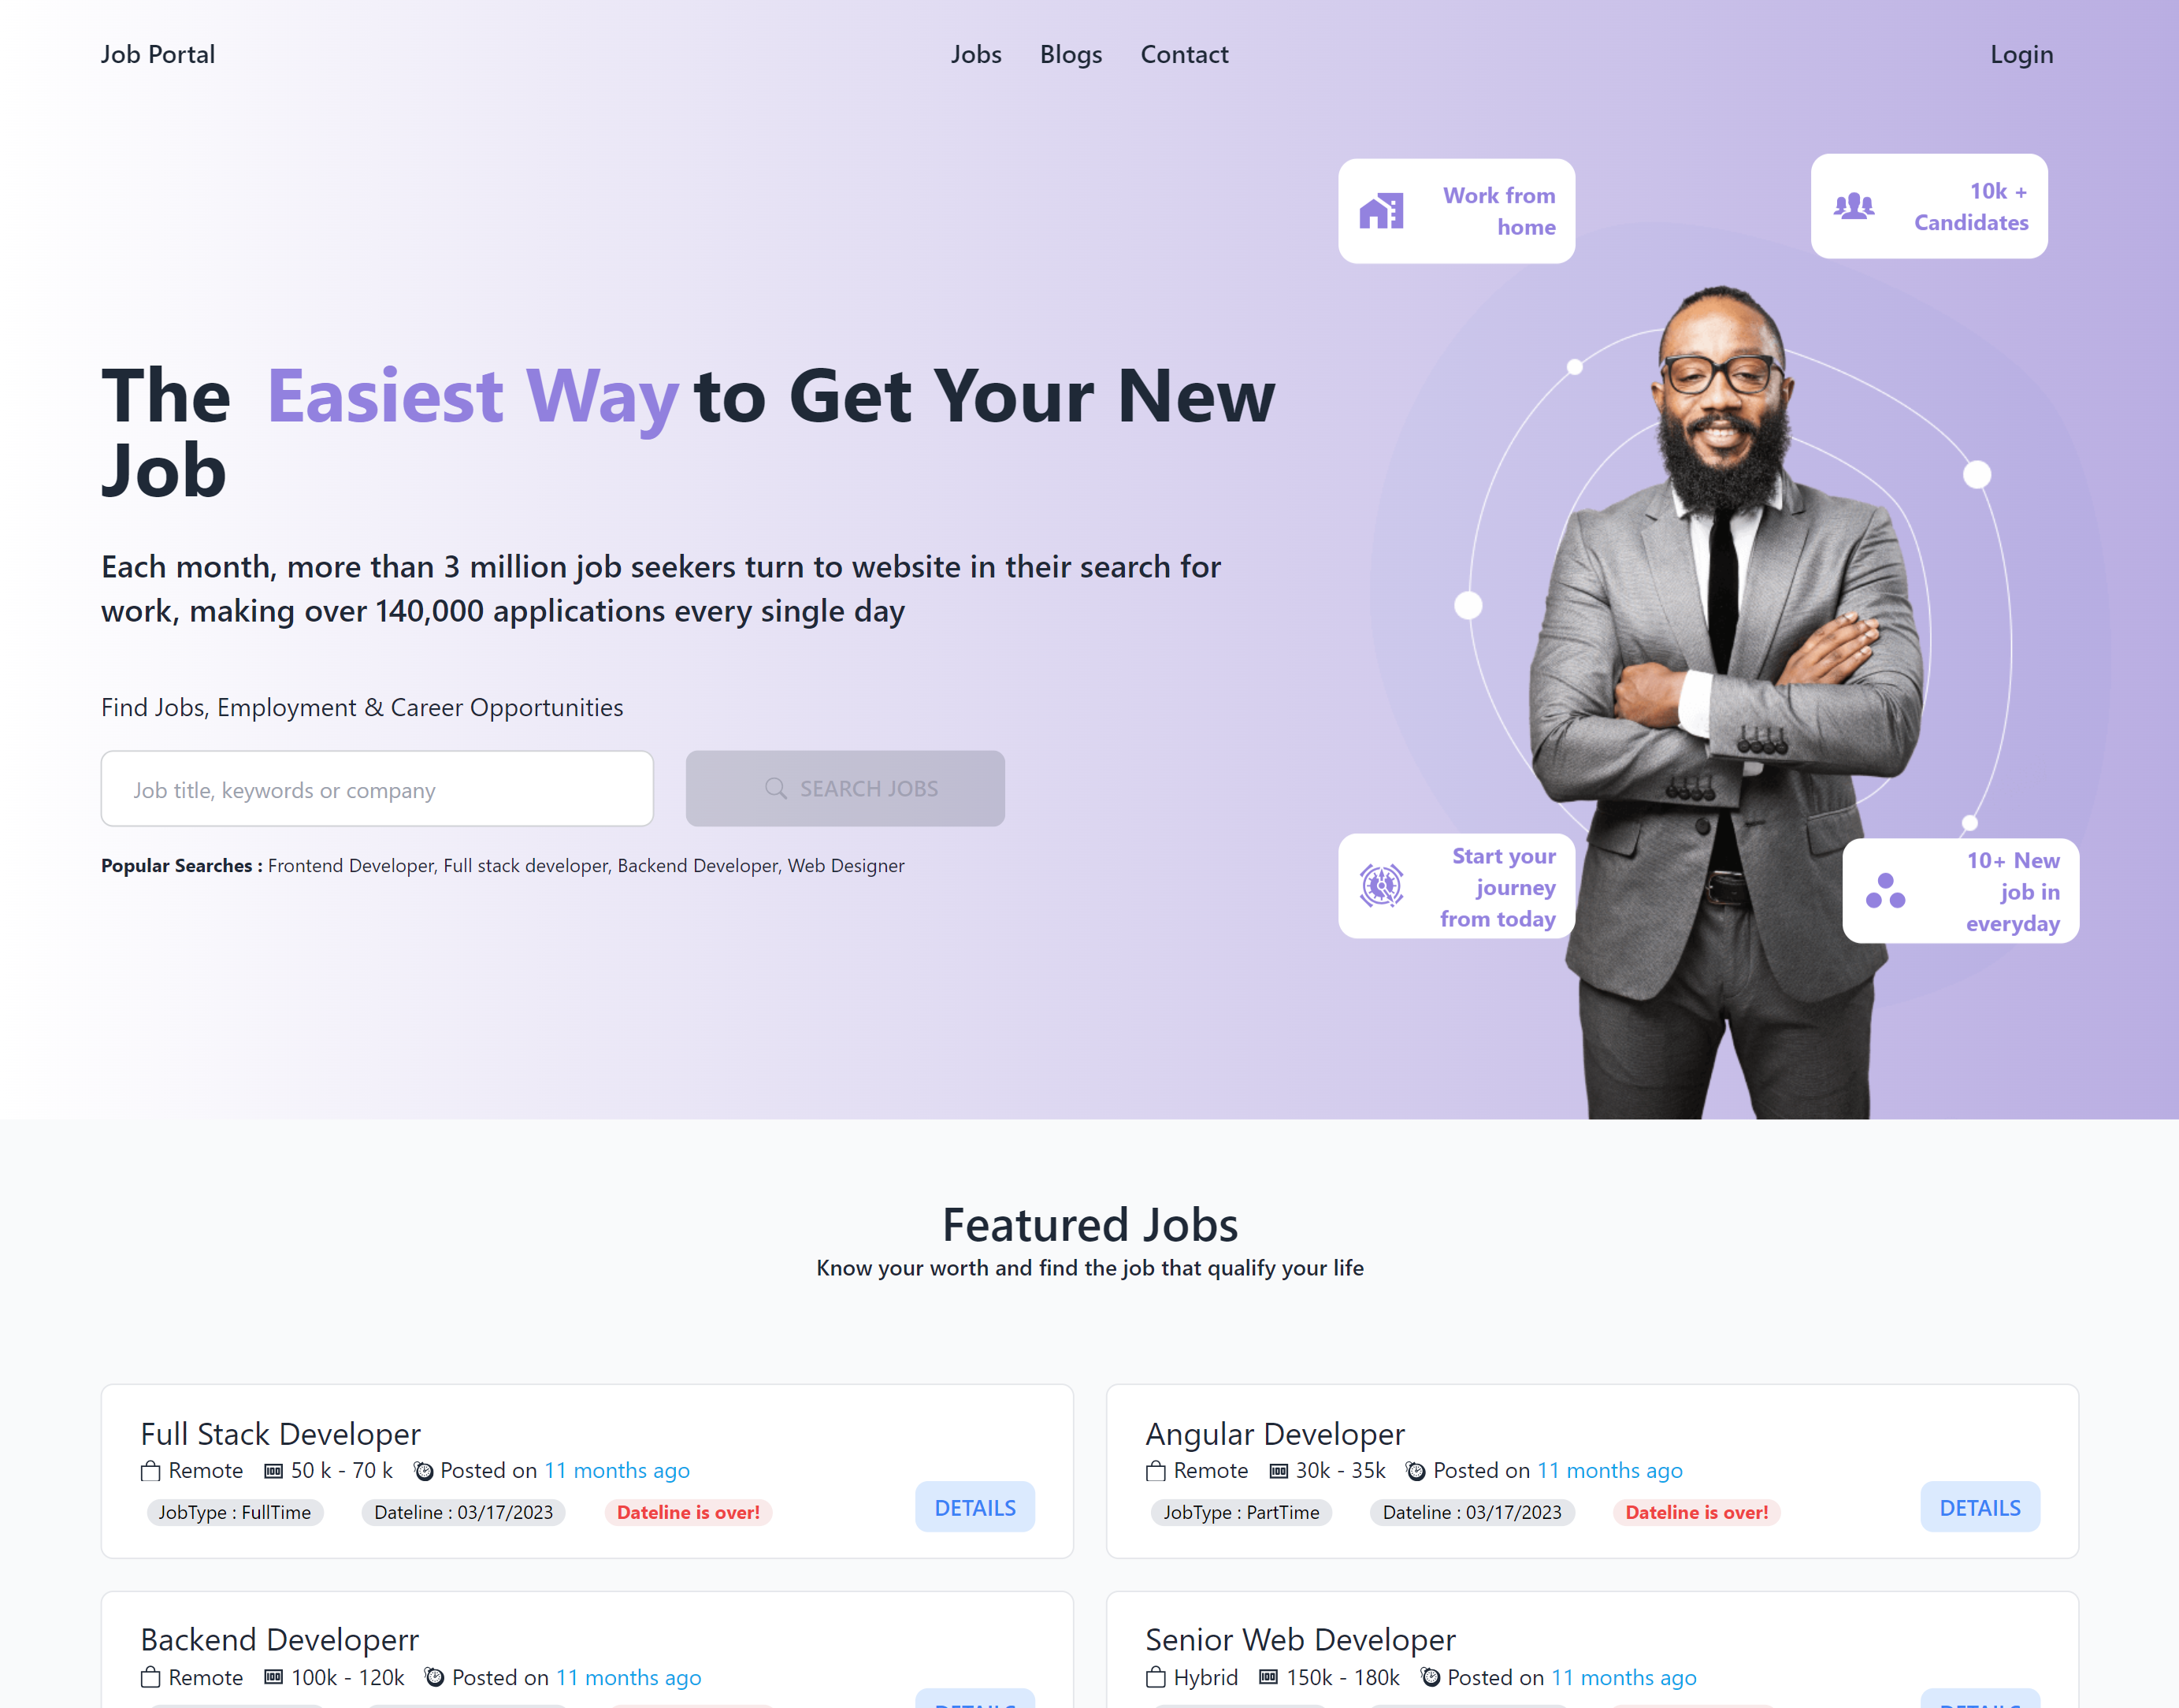 Job Portal
Jobs
Blogs
Contact
Login
Work from
home
10k +
Candidates
The Easiest Way to Get Your New
Job
Each month, more than 3 million job seekers turn to website in their search for
work, making over 140,000 applications every single day
Find Jobs, Employment & Career Opportunities
Job title, keywords or company
SEARCH JOBS
Popular Searches : Frontend Developer, Full stack developer, Backend Developer, Web Designer
Start your
journey
from today
10+ New
job in
everyday
Featured Jobs
Know your worth and find the job that qualify your life
Full Stack Developer
Remote 50 k - 70 k Posted on 11 months ago
JobType : FullTime Dateline : 03/17/2023 Dateline is over!
DETAILS
Angular Developer
Remote 30k - 35k Posted on 11 months ago
JobType : PartTime Dateline : 03/17/2023 Dateline is over!
DETAILS
Backend Developerr
Remote 100k - 120k Posted on 11 months ago
Senior Web Developer
Hybrid 150k - 180k Posted on 11 months ago